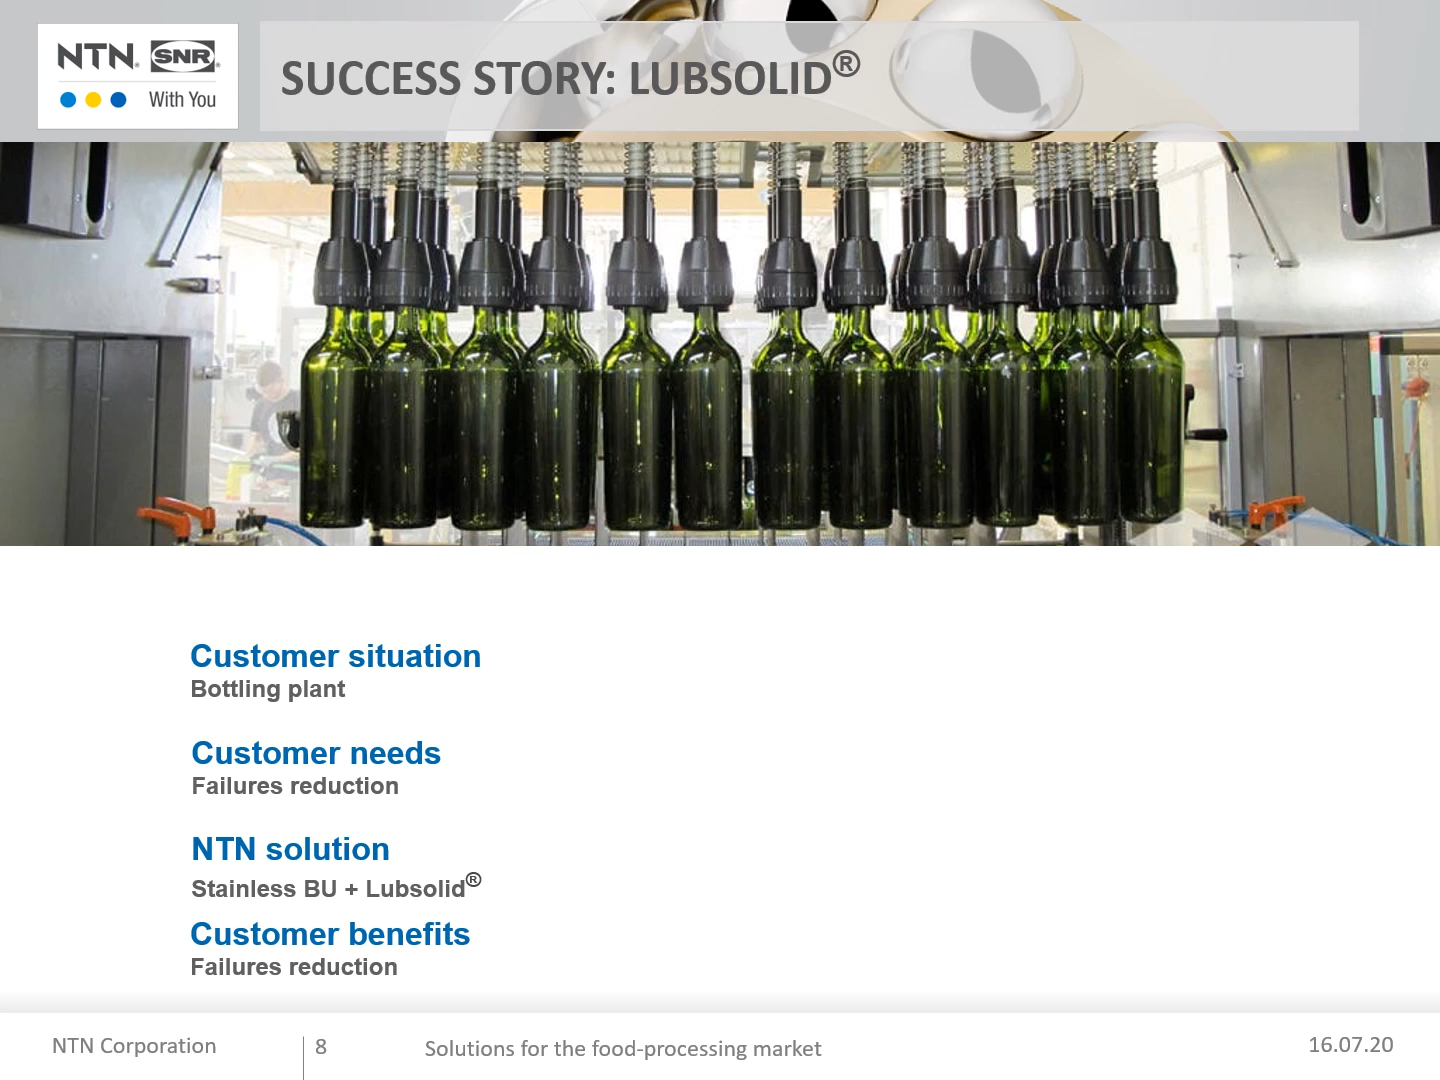 NTN® SNR®
With You
SUCCESS STORY: LUBSOLID®
Customer situation
Bottling plant
Customer needs
Failures reduction
NTN solution
Stainless BU + Lubsolid®
Customer benefits
Failures reduction
NTN Corporation
8
Solutions for the food-processing market
16.07.20